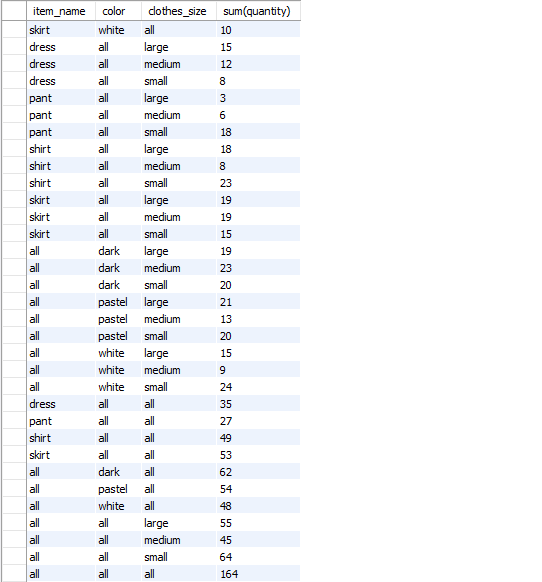 item_name color clothes_size sum(quantity)
skirt white all 10
dress all large 15
dress all medium 12
dress all small 8
pant all large 3
pant all medium 6
pant all small 18
shirt all large 18
shirt all medium 8
shirt all small 23
skirt all large 19
skirt all medium 19
skirt all small 15
all dark large 19
all dark medium 23
all dark small 20
all pastel large 21
all pastel medium 13
all pastel small 20
all white large 15
all white medium 9
all white small 24
dress all all 35
pant all all 27
shirt all all 49
skirt all all 53
all dark all 62
all pastel all 54
all white all 48
all all large 55
all all medium 45
all all small 64
all all all 164